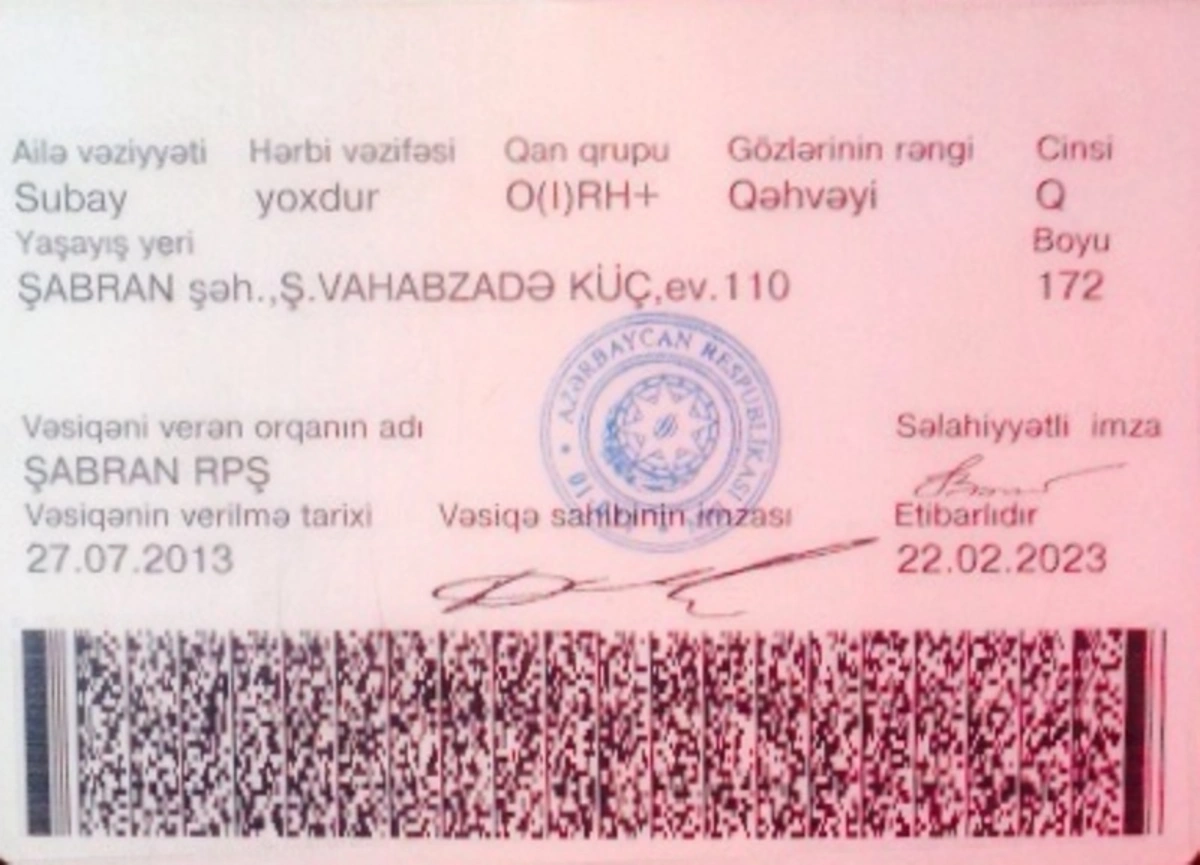 Ailə vəziyyəti Hərbi vəzifəsi Qan qrupu Gözlərinin rəngi Cinsi
Subay yoxdur O(I)RH+ Qəhvəyi Q
Yaşayış yeri Boyu
ŞABRAN şəh.,Ş.VAHABZADƏ KÜÇ,ev.110 172
AZƏRBAYCAN RESPUBLİKASI
10
Vəsiqəni verən orqanın adı Səlahiyyətli imza
ŞABRAN RPŞ
Vəsiqənin verilmə tarixi Vəsiqə sahibinin imzası Etibarlıdır
27.07.2013 22.02.2023